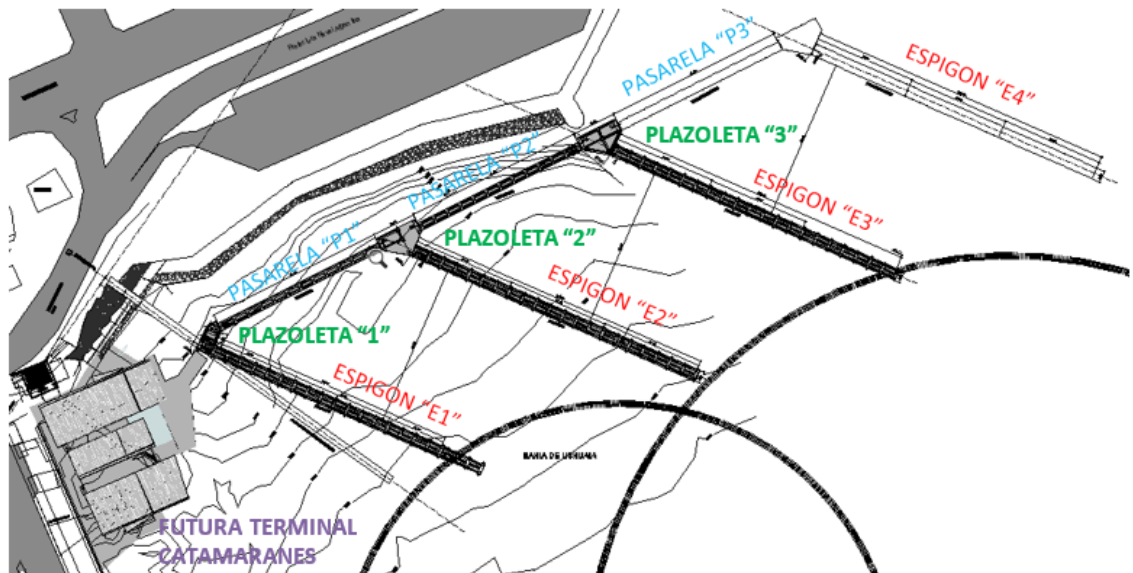 PASARELA “P3”
ESPIGON “E4”
PLAZOLETA “3”
PASARELA “P2”
ESPIGON “E3”
PLAZOLETA “2”
PASARELA “P1”
ESPIGON “E2”
PLAZOLETA “1”
ESPIGON “E1”
BAHIA DE USHUAIA
FUTURA TERMINAL
CATAMARANES